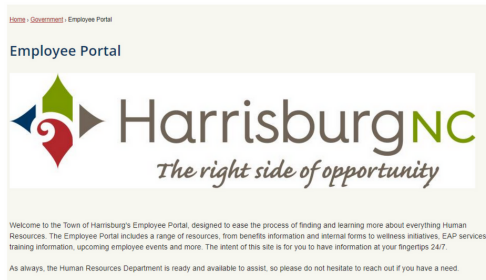 Home › Government › Employee Portal
Employee Portal
HarrisburgNC
The right side of opportunity
Welcome to the Town of Harrisburg's Employee Portal, designed to ease the process of finding and learning more about everything Human
Resources. The Employee Portal includes a range of resources, from benefits information and internal forms to wellness initiatives, EAP services
training information, upcoming employee events and more. The intent of this site is for you to have information at your fingertips 24/7.
As always, the Human Resources Department is ready and available to assist, so please do not hesitate to reach out if you have a need.